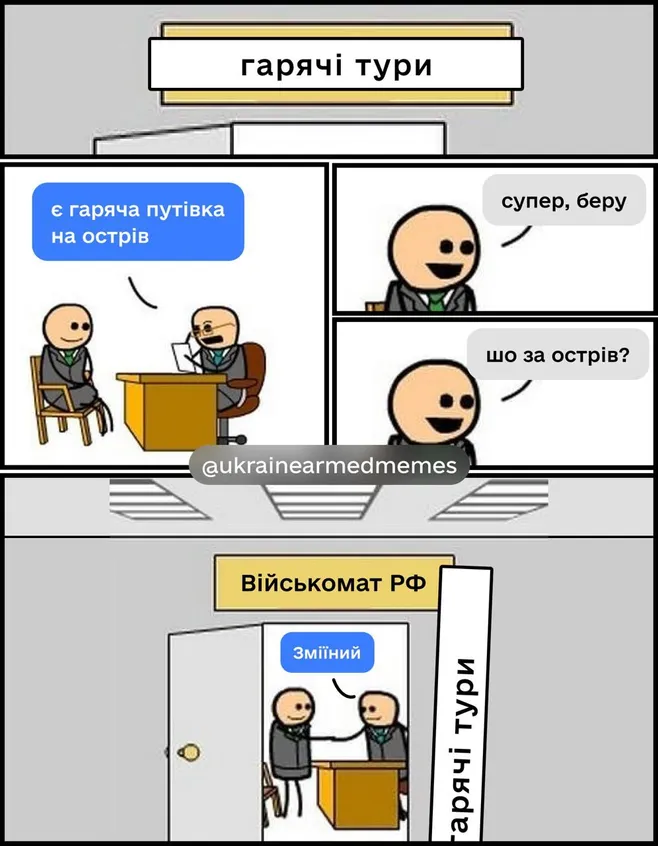 гарячі тури
є гаряча путівка
на острів
супер, беру
шо за острів?
@ukrainearmedmemes
Військомат РФ
Зміїний
гарячі тури